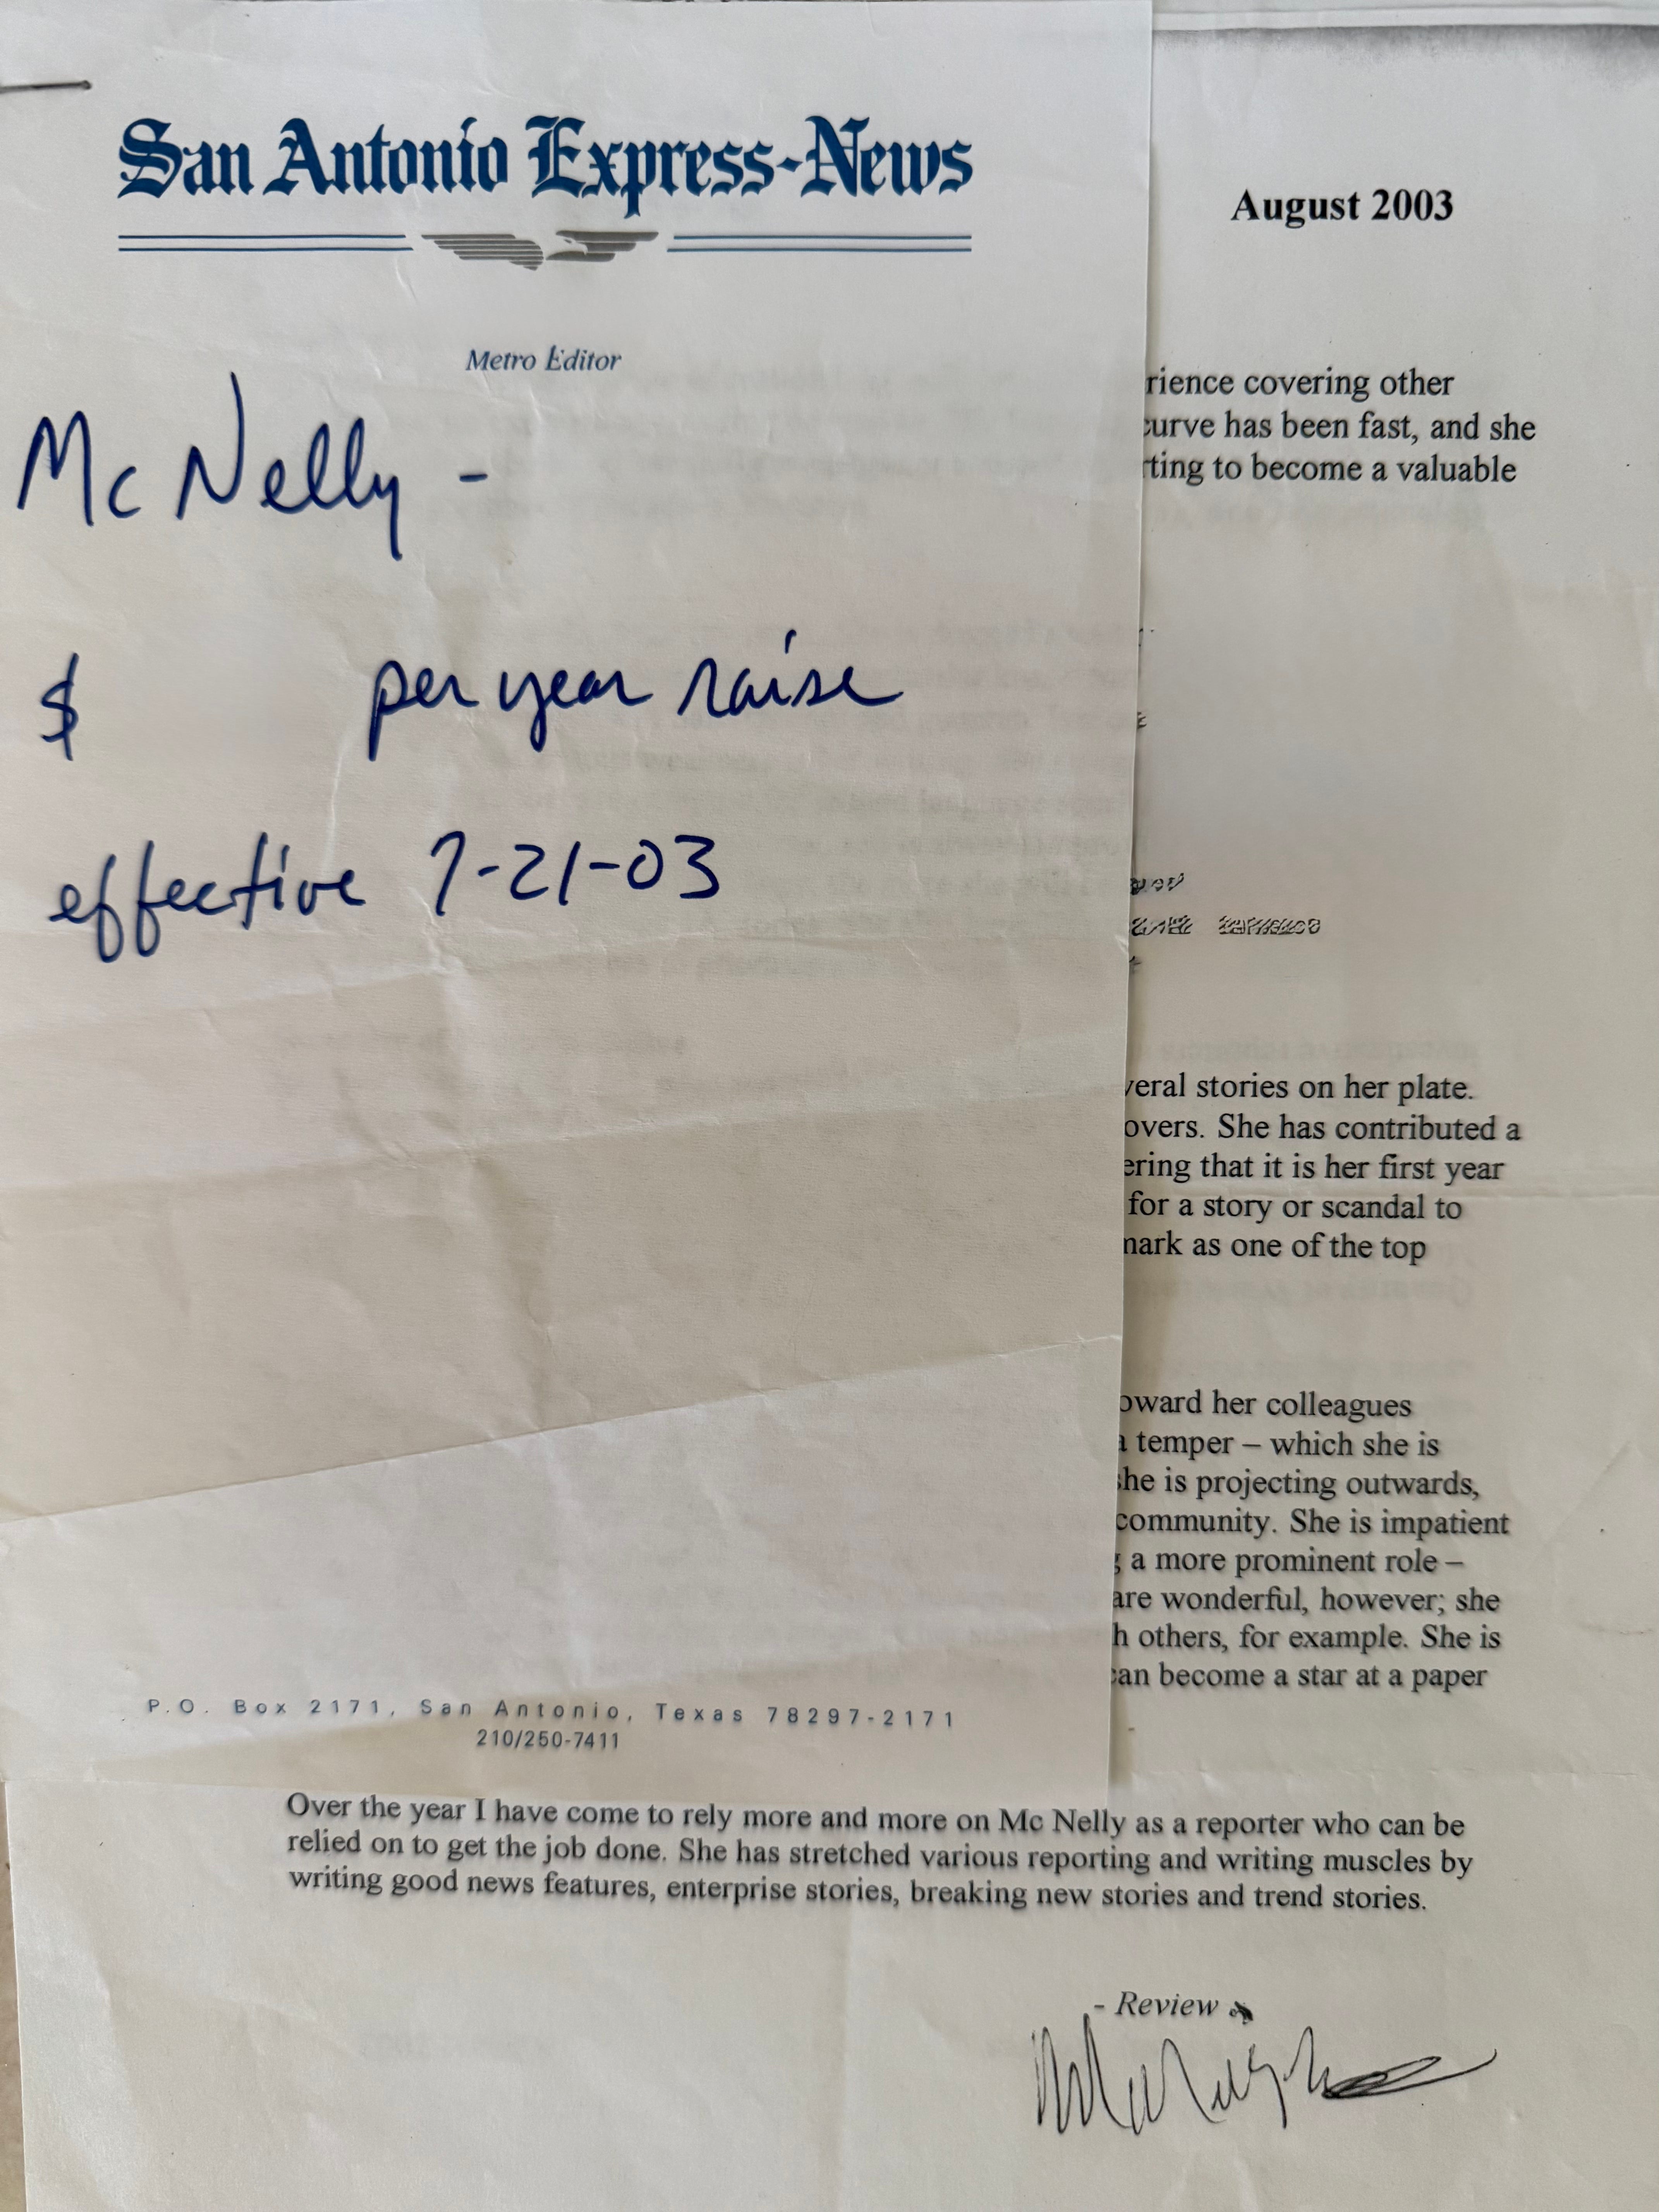 San Antonio Express-News
Metro Editor
Mc Nelly -
$ per year raise
effective 7-21-03
P.O. Box 2171, San Antonio, Texas 78297-2171
210/250-7411
August 2003
rience covering other
curve has been fast, and she
rting to become a valuable
veral stories on her plate.
overs. She has contributed a
ering that it is her first year
for a story or scandal to
mark as one of the top
oward her colleagues
a temper – which she is
she is projecting outwards,
community. She is impatient
g a more prominent role –
are wonderful, however; she
h others, for example. She is
can become a star at a paper
Over the year I have come to rely more and more on Mc Nelly as a reporter who can be
relied on to get the job done. She has stretched various reporting and writing muscles by
writing good news features, enterprise stories, breaking new stories and trend stories.
- Review